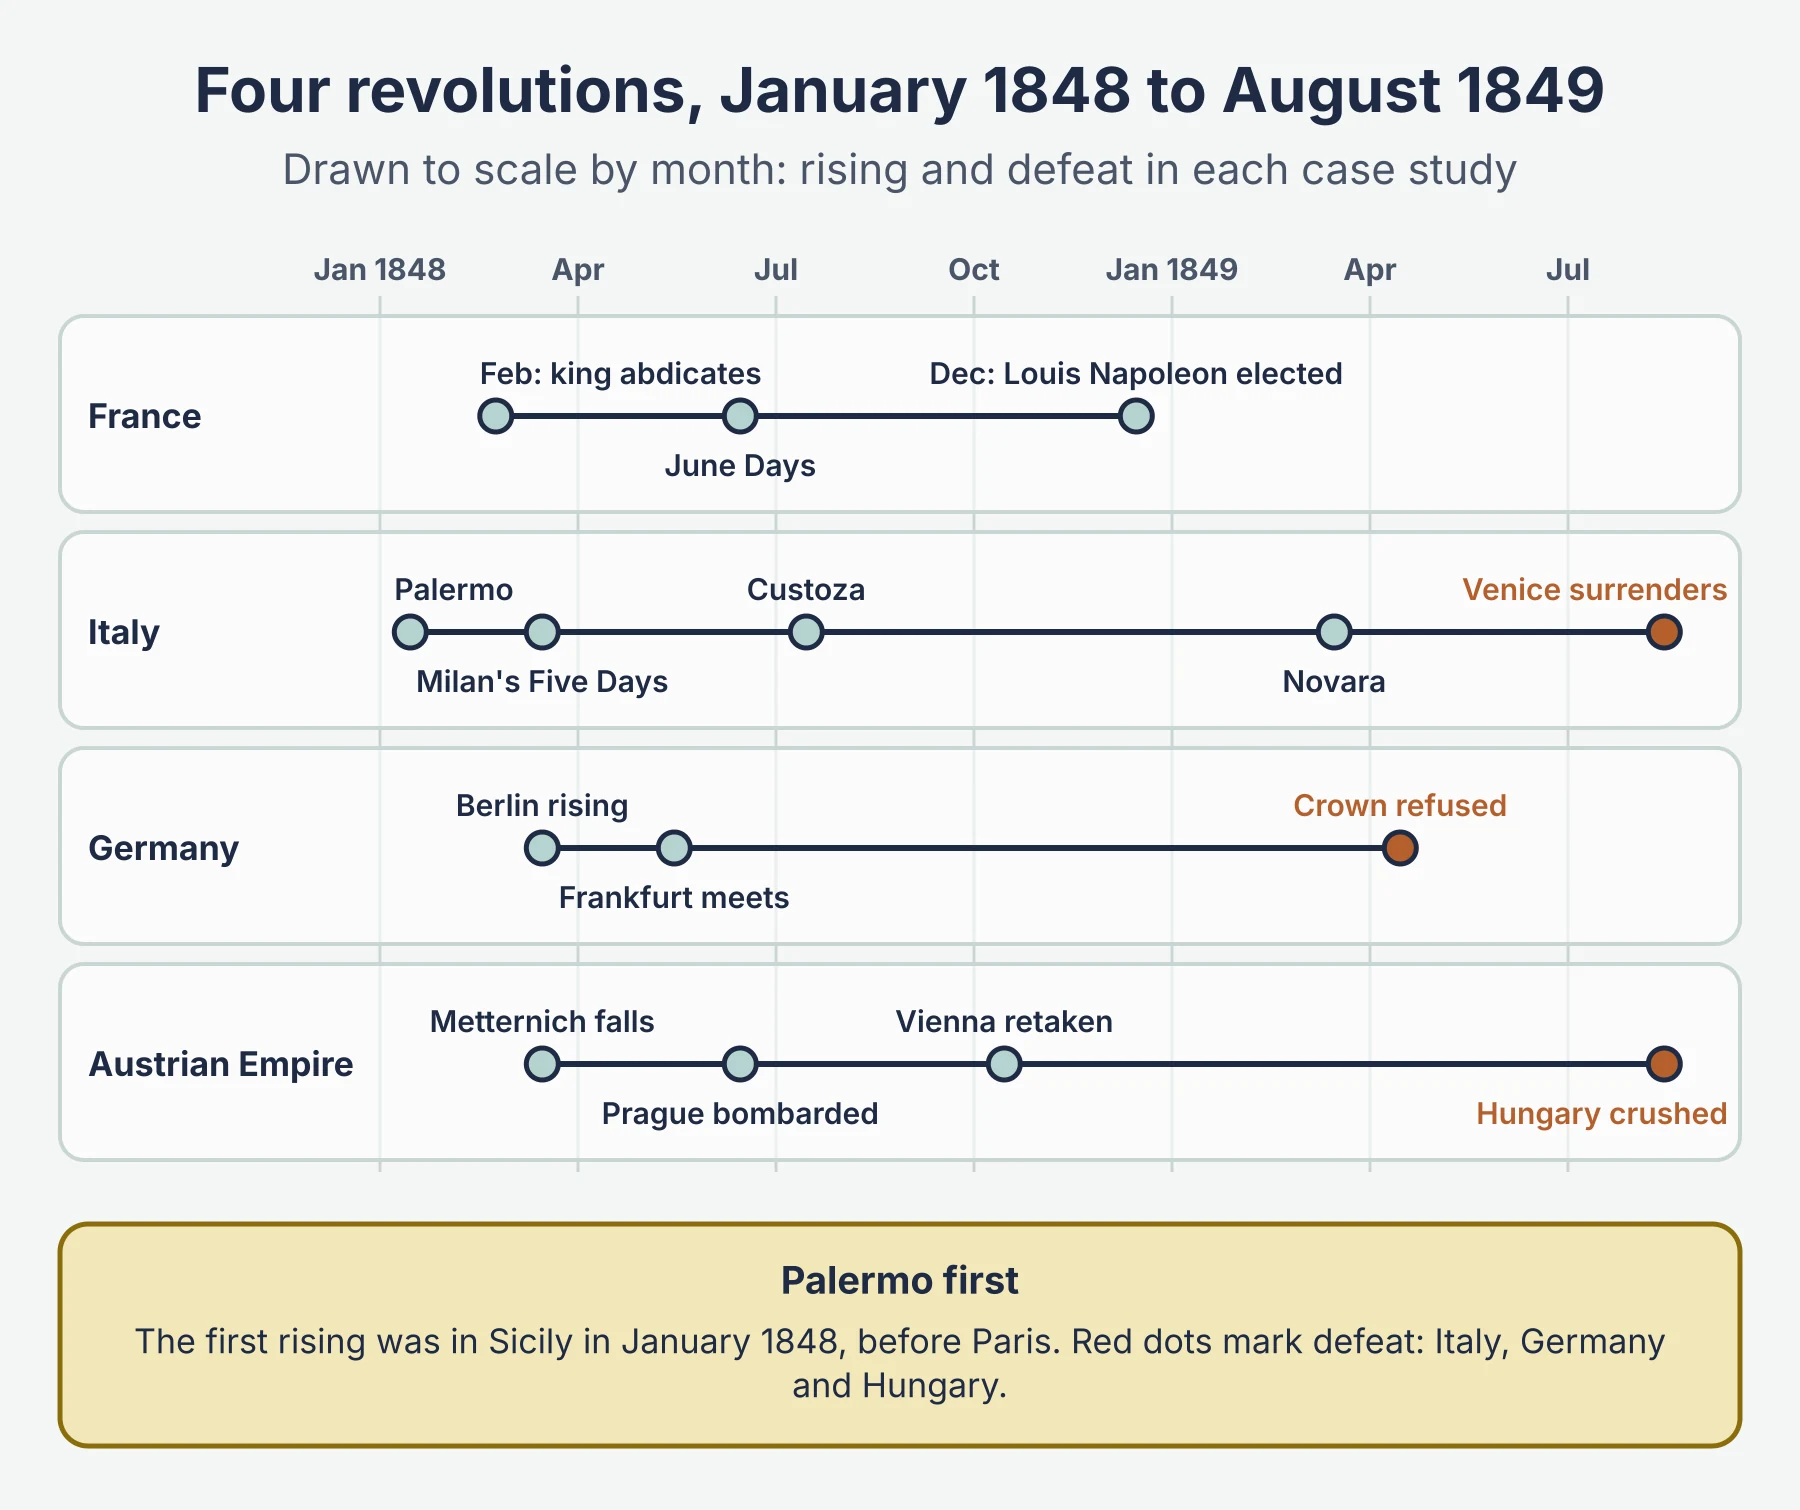 Four revolutions, January 1848 to August 1849
Drawn to scale by month: rising and defeat in each case study
Jan 1848 Apr Jul Oct Jan 1849 Apr Jul
Feb: king abdicates Dec: Louis Napoleon elected
France
June Days
Palermo Custoza Venice surrenders
Italy
Milan's Five Days Novara
Berlin rising Crown refused
Germany
Frankfurt meets
Metternich falls Vienna retaken
Austrian Empire
Prague bombarded Hungary crushed
Palermo first
The first rising was in Sicily in January 1848, before Paris. Red dots mark defeat: Italy, Germany
and Hungary.